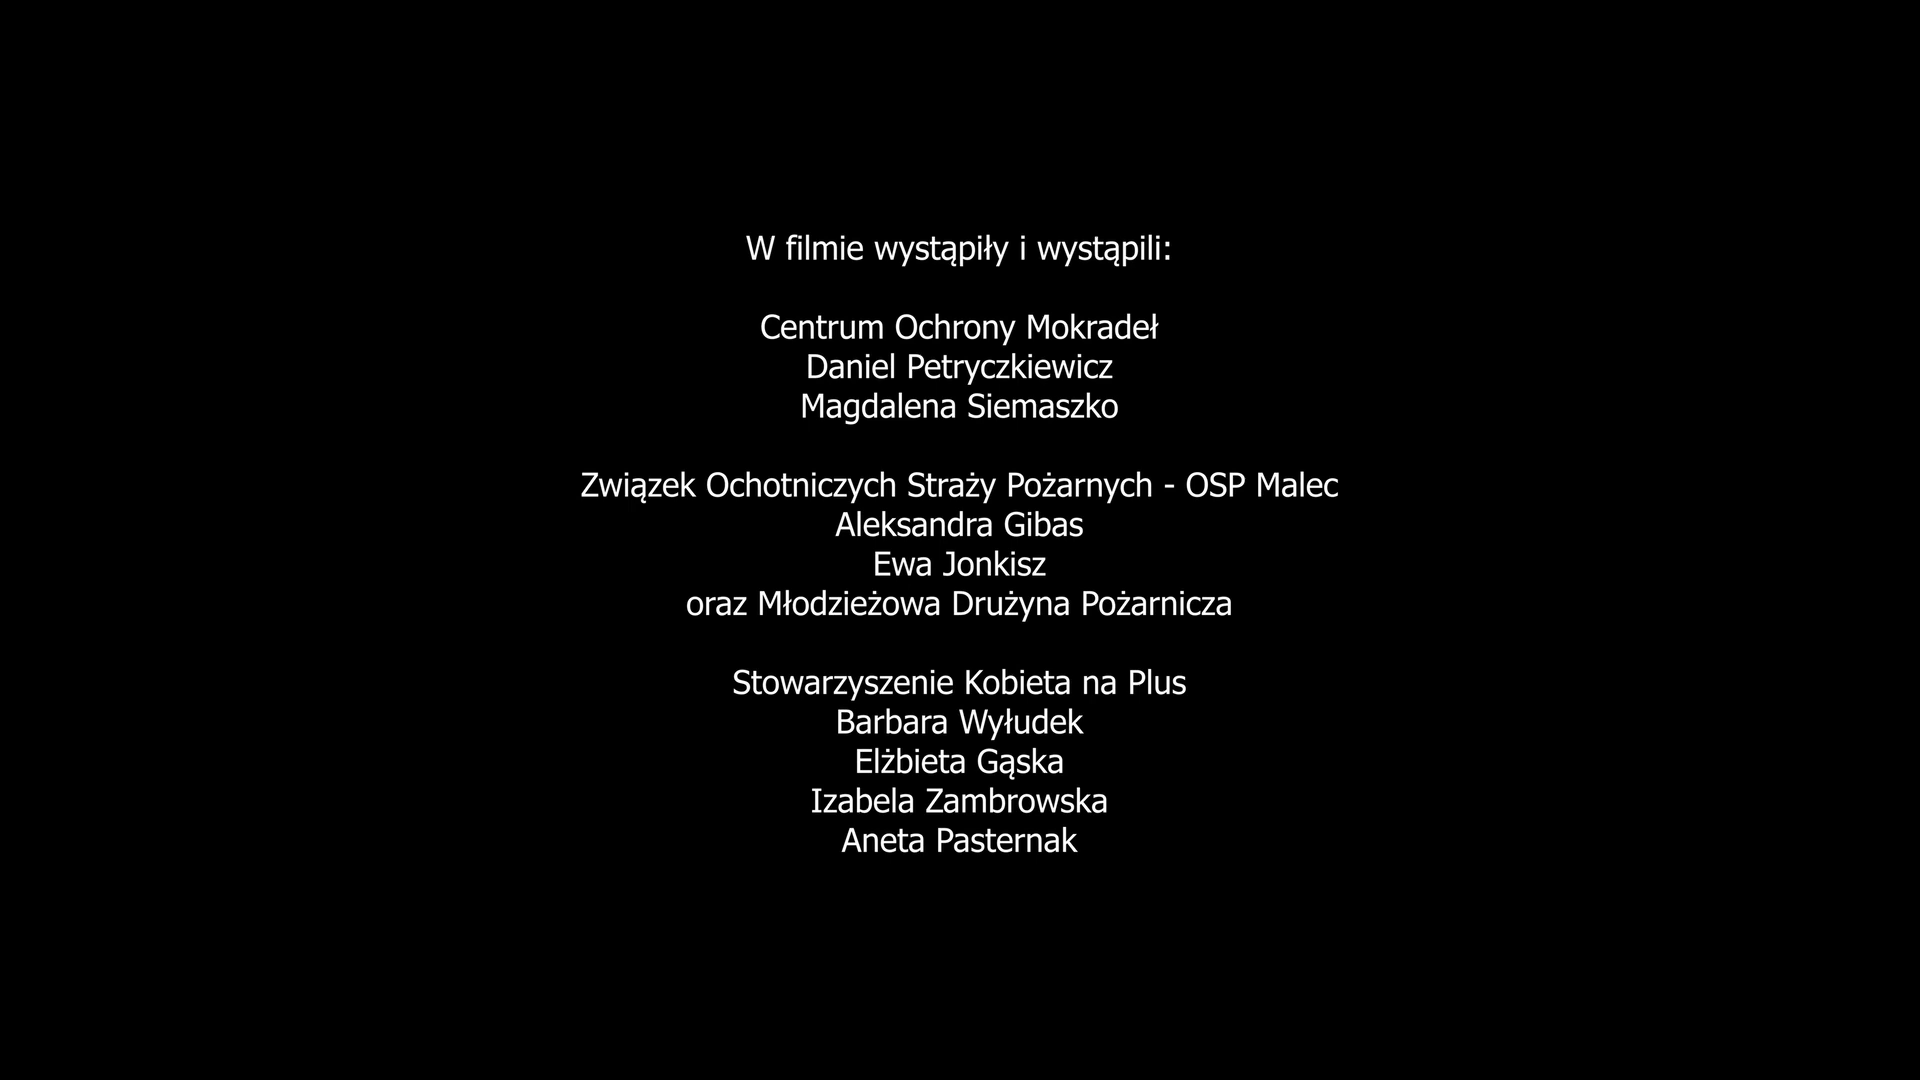 W filmie wystąpiły i wystąpili:
Centrum Ochrony Mokradeł
Daniel Petryczkiewicz
Magdalena Siemaszko
Związek Ochotniczych Straży Pożarnych - OSP Malec
Aleksandra Gibas
Ewa Jonkisz
oraz Młodzieżowa Drużyna Pożarnicza
Stowarzyszenie Kobieta na Plus
Barbara Wyłudek
Elżbieta Gąska
Izabela Zambrowska
Aneta Pasternak